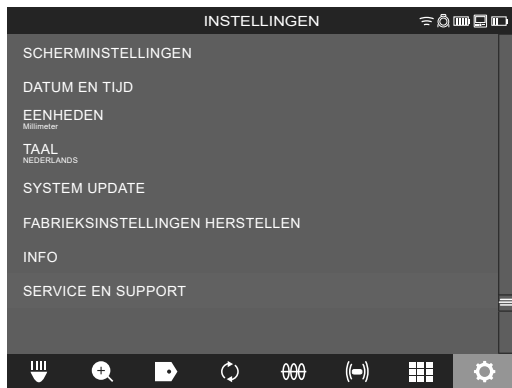 INSTELLINGEN
SCHERMINSTELLINGEN
DATUM EN TIJD
EENHEDEN
Millimeter
TAAL
NEDERLANDS
SYSTEM UPDATE
FABRIEKSINSTELLINGEN HERSTELLEN
INFO
SERVICE EN SUPPORT